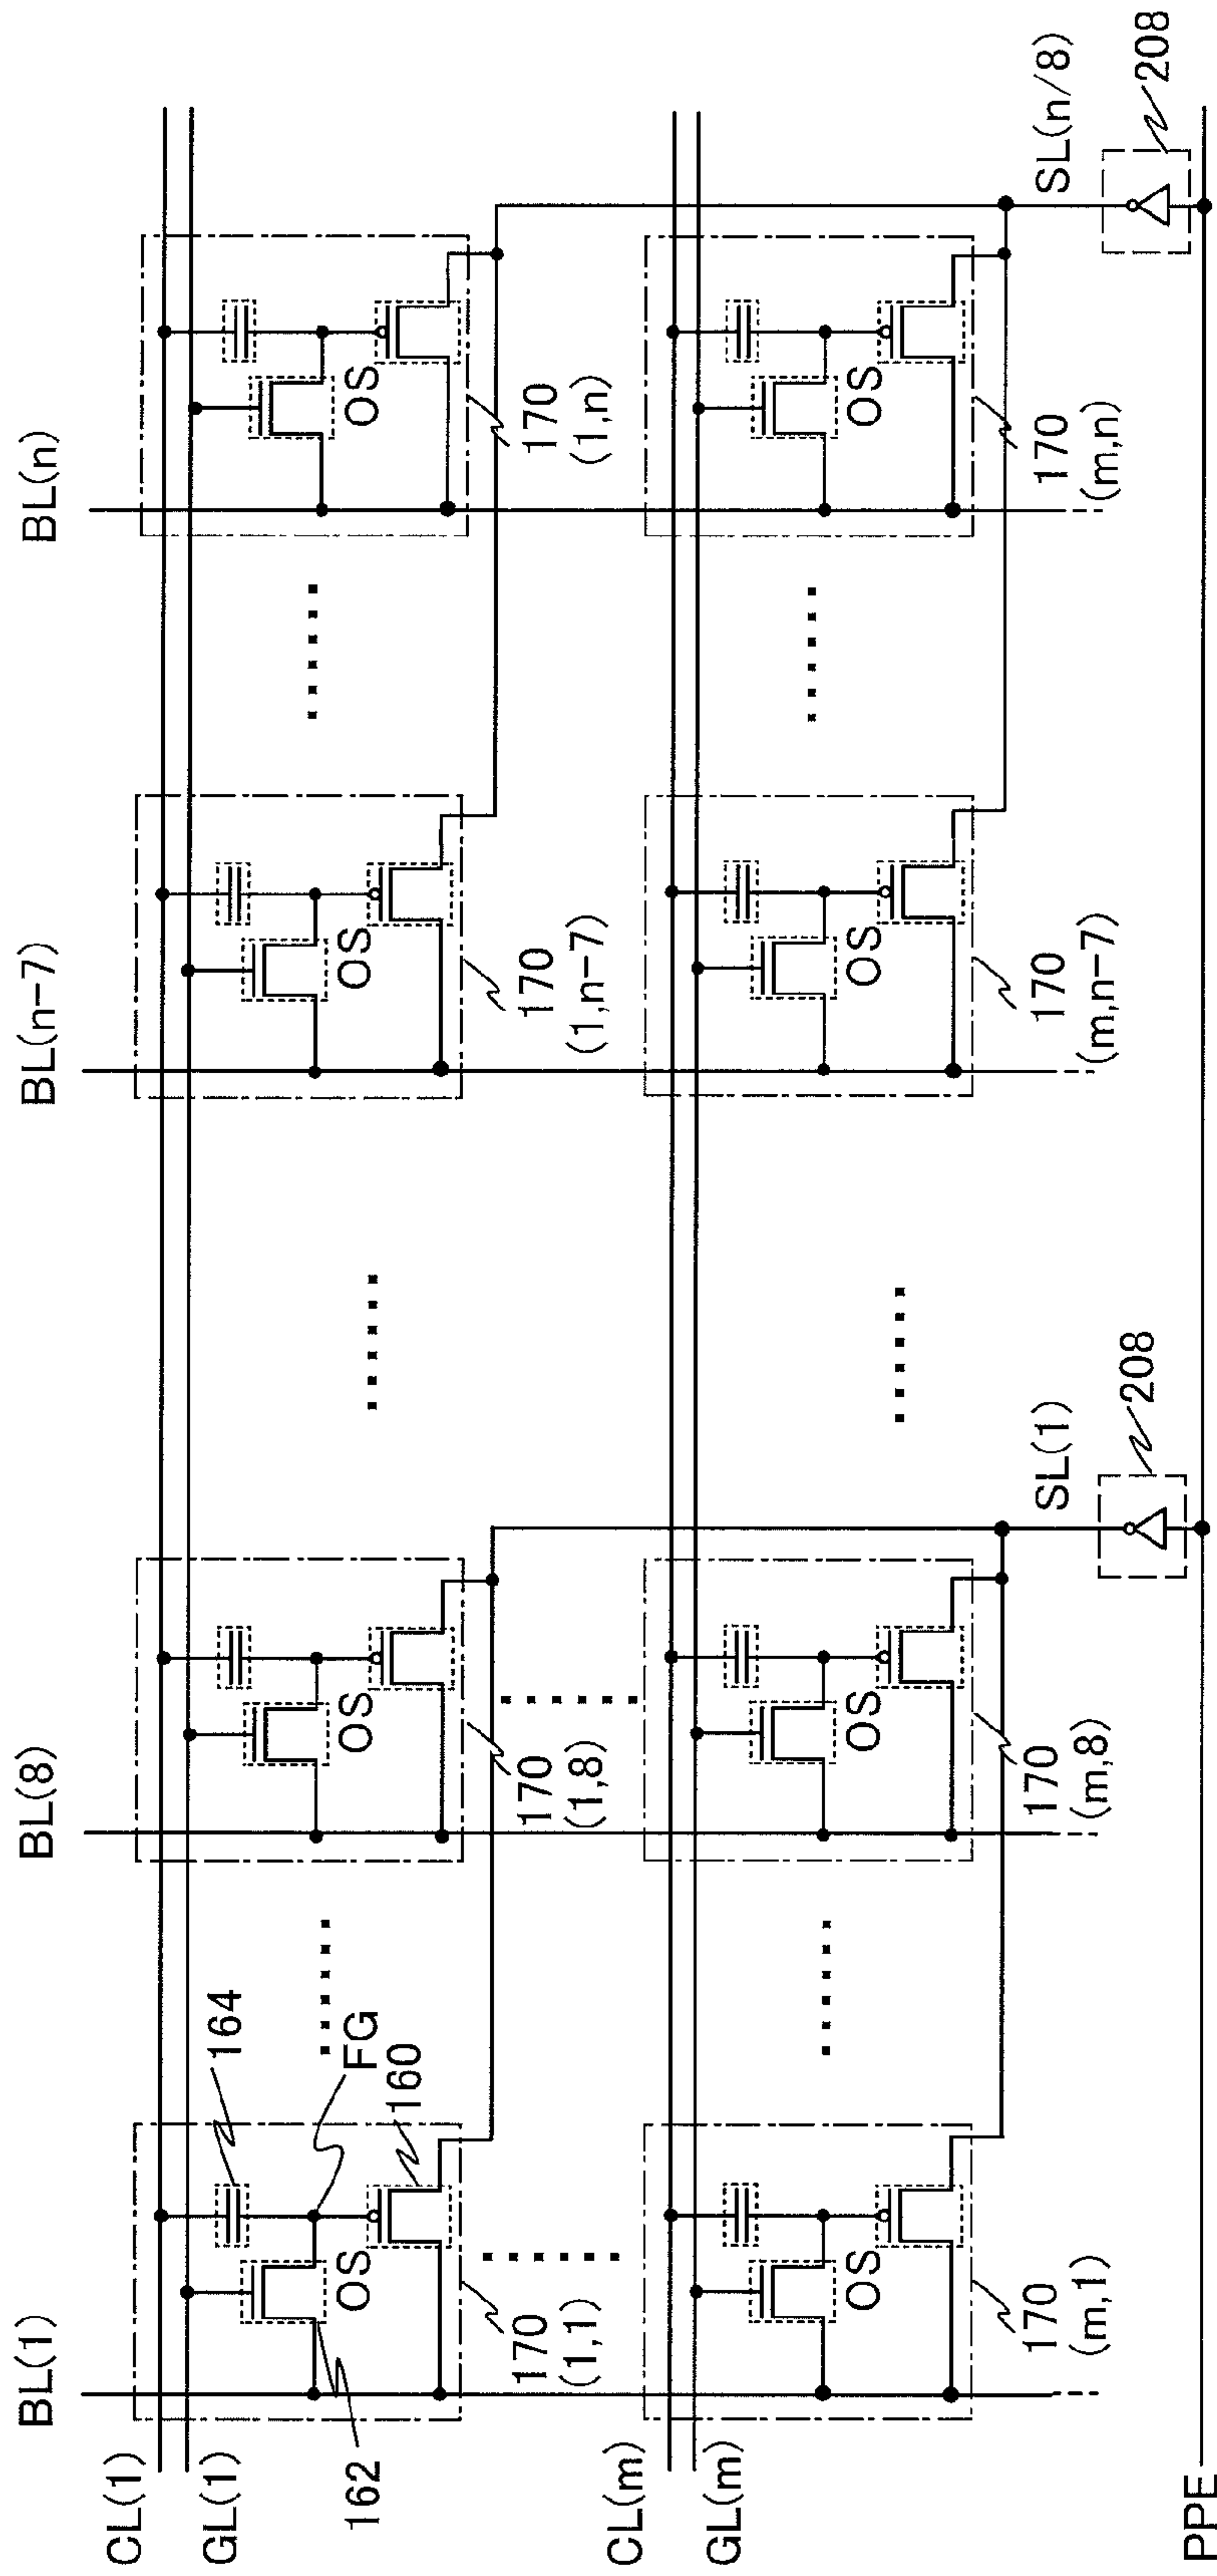 BL(1)
BL(8)
BL(n−7)
BL(n)
CL(1)
GL(1)
162
164
FG
160
OS
OS
OS
OS
170
(1,1)
170
(1,8)
170
(1,n−7)
170
(1,n)
CL(m)
GL(m)
OS
OS
OS
OS
170
(m,1)
170
(m,8)
170
(m,n−7)
170
(m,n)
SL(1)
208
SL(n/8)
208
PPE